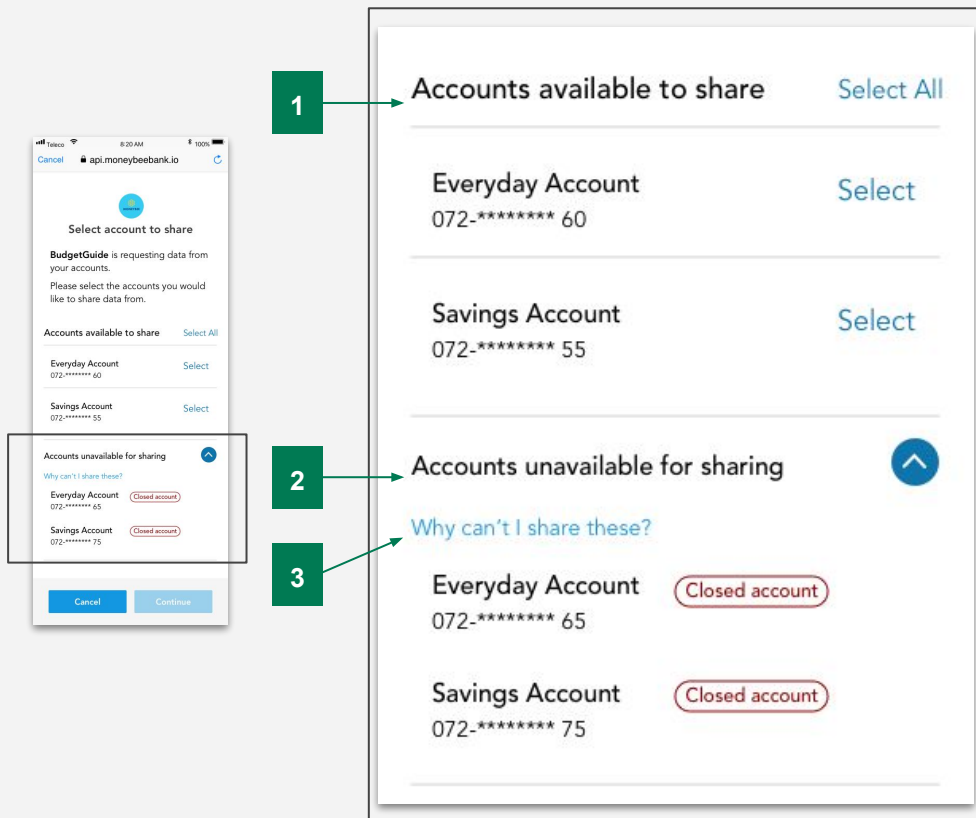 Teleco
8:20 AM
100%
Cancel
api.moneybeebank.io
Select account to share
BudgetGuide is requesting data from
your accounts.
Please select the accounts you would
like to share data from.
Accounts available to share Select All
Everyday Account Select
072-******** 60
Savings Account Select
072-******** 55
Accounts unavailable for sharing
Why can't I share these?
Everyday Account Closed account
072-******** 65
Savings Account Closed account
072-******** 75
Cancel Continue
1
2
3
Accounts available to share Select All
Everyday Account Select
072-******** 60
Savings Account Select
072-******** 55
Accounts unavailable for sharing
Why can't I share these?
Everyday Account Closed account
072-******** 65
Savings Account Closed account
072-******** 75